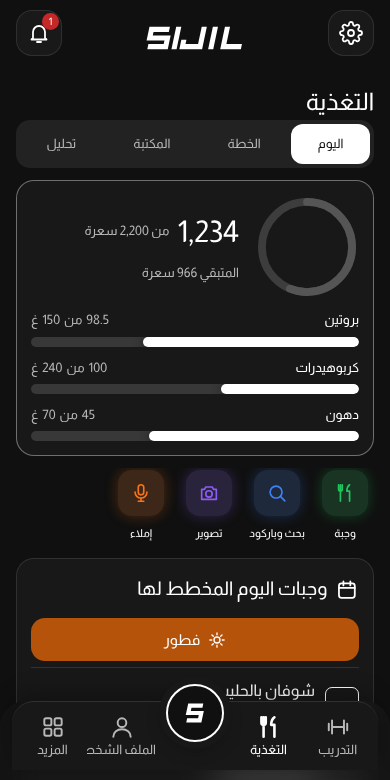 1
SIJIL
التغذية
اليوم
الخطة
المكتبة
تحليل
1,234 من 2,200 سعرة
المتبقي 966 سعرة
بروتين
98.5 من 150 غ
كربوهيدرات
100 من 240 غ
دهون
45 من 70 غ
وجبة
بحث وباركود
تصوير
إملاء
وجبات اليوم المخطط لها
فطور
شوفان بالحليب
التدريب
التغذية
S
الملف الشخص
المزيد